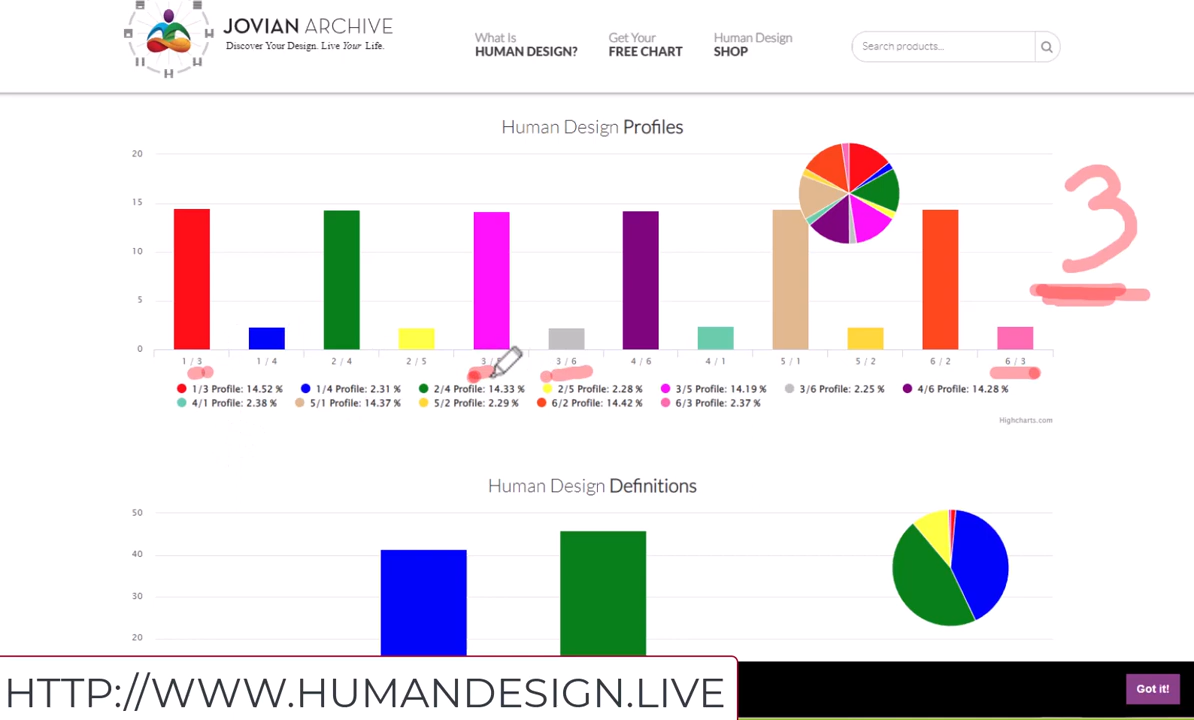 JOVIAN ARCHIVE
Discover Your Design. Live Your Life.
What Is
HUMAN DESIGN?
Get Your
FREE CHART
Human Design
SHOP
Search products...
Human Design Profiles
20
15
10
5
0
1 / 3
1 / 4
2 / 4
2 / 5
3 /
3 / 6
4 / 6
4 / 1
5 / 1
5 / 2
6 / 2
6 / 3
1/3 Profile: 14.52 %
1/4 Profile: 2.31 %
2/4 Profile: 14.33 %
2/5 Profile: 2.28 %
3/5 Profile: 14.19 %
3/6 Profile: 2.25 %
4/6 Profile: 14.28 %
4/1 Profile: 2.38 %
5/1 Profile: 14.37 %
5/2 Profile: 2.29 %
6/2 Profile: 14.42 %
6/3 Profile: 2.37 %
Highcharts.com
3
Human Design Definitions
50
40
30
20
HTTP://WWW.HUMANDESIGN.LIVE
Got it!